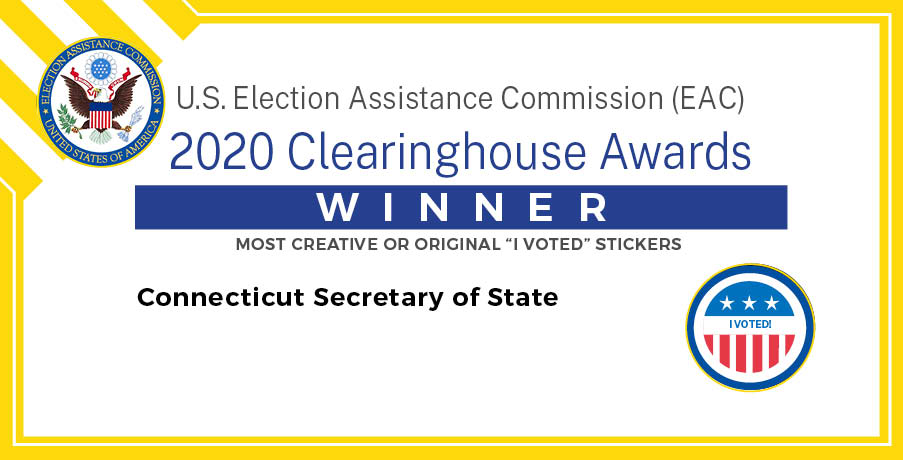 ELECTION ASSISTANCE COMMISSION
UNITED STATES OF AMERICA
U.S. Election Assistance Commission (EAC)
2020 Clearinghouse Awards
WINNER
MOST CREATIVE OR ORIGINAL “I VOTED” STICKERS
Connecticut Secretary of State
I VOTED!